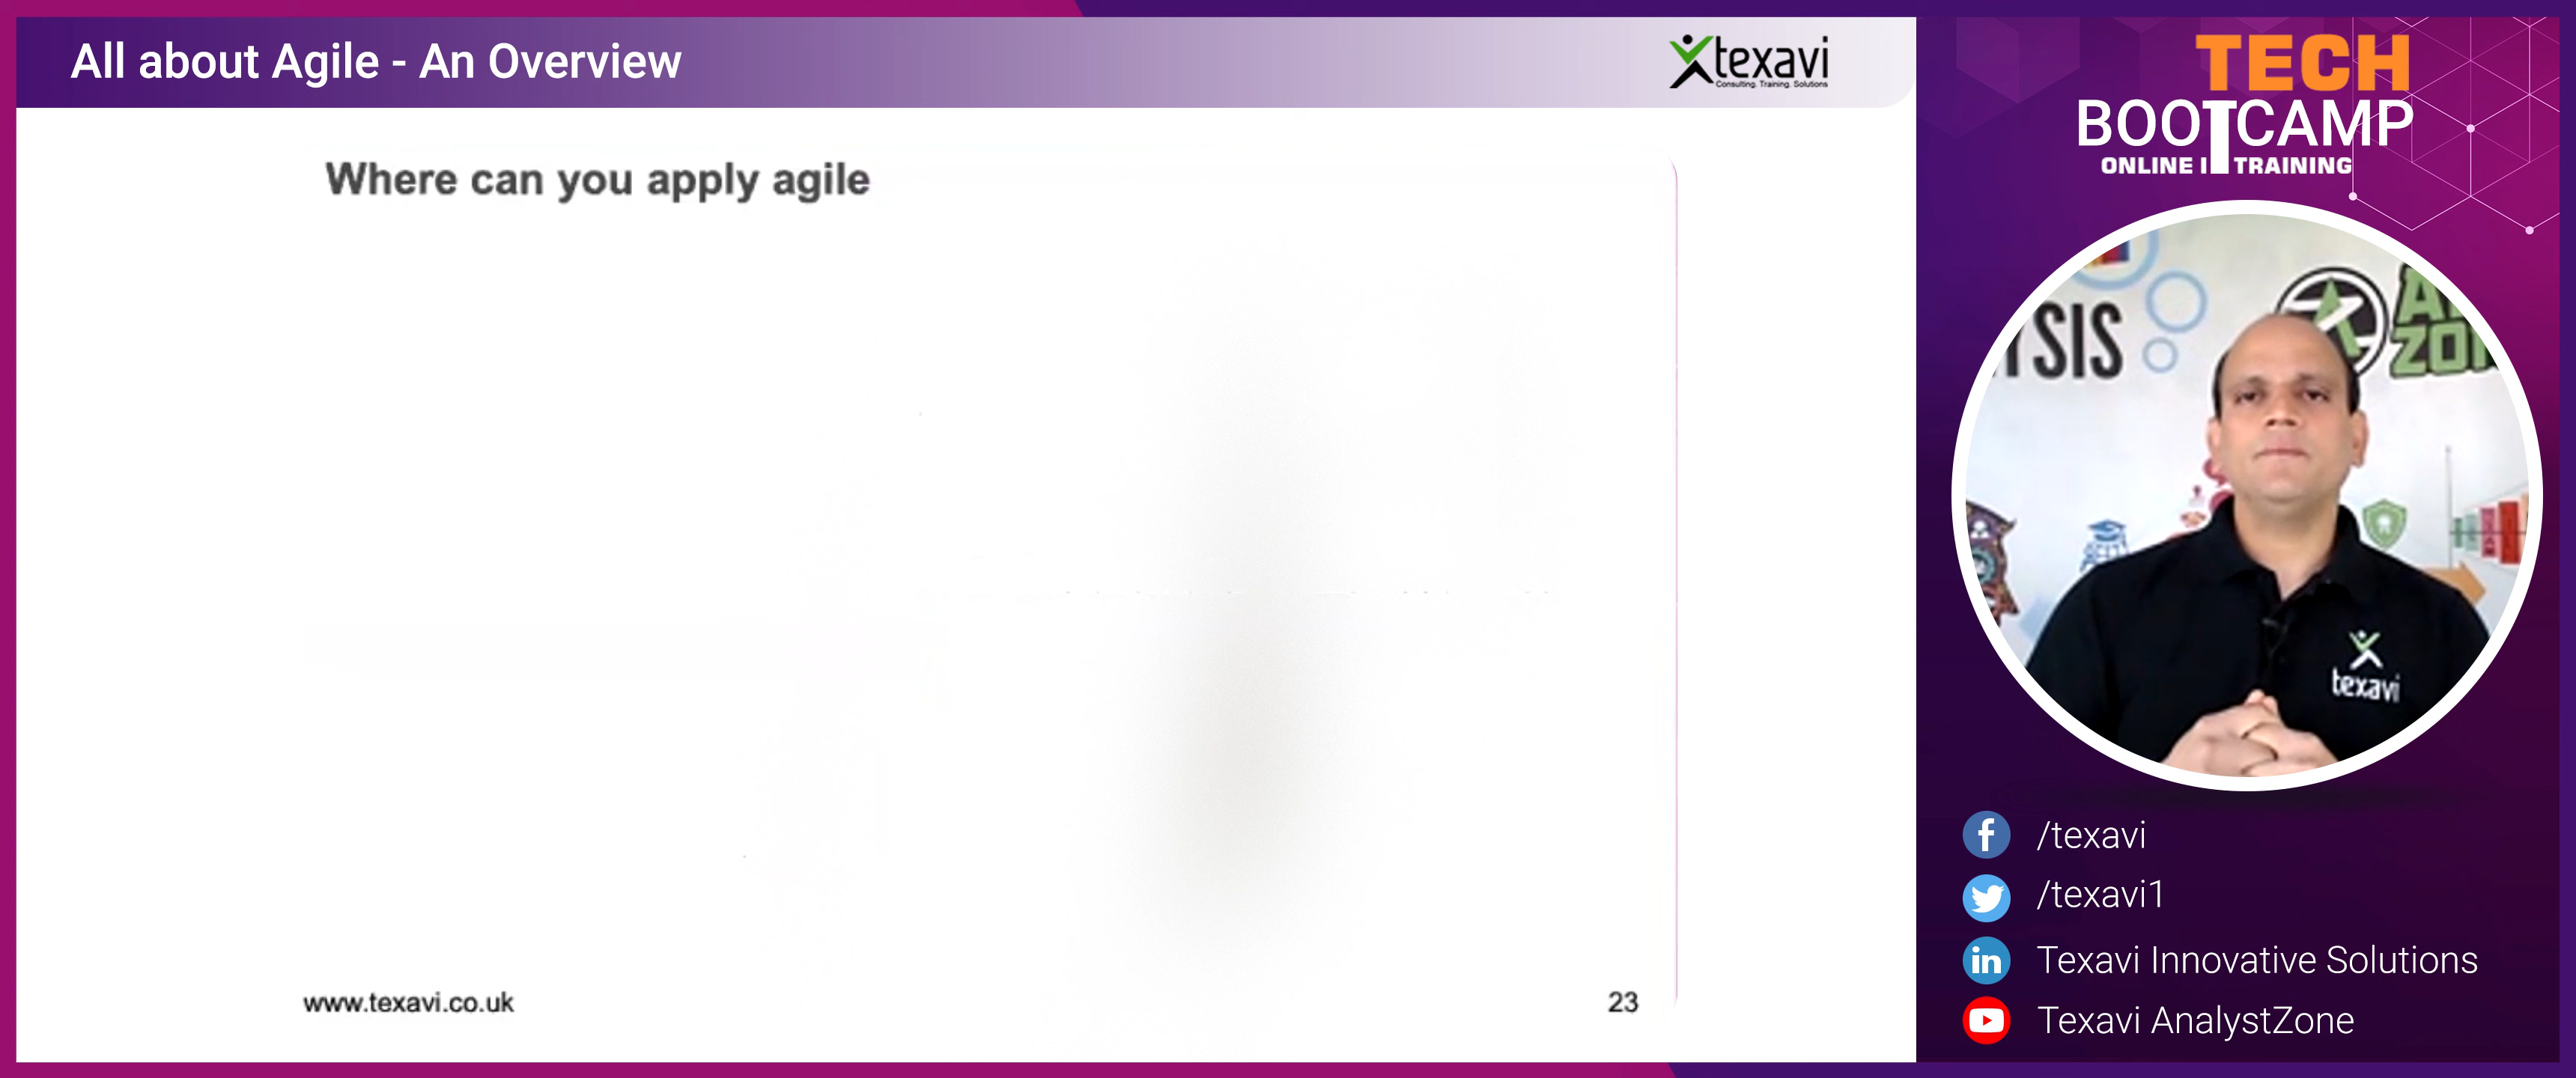 All about Agile - An Overview
texavi
Consulting. Training. Solutions
Where can you apply agile
www.texavi.co.uk
23
TECH
BOOTCAMP
ONLINE IT TRAINING
YSIS
texavi
/texavi
/texavi1
Texavi Innovative Solutions
Texavi AnalystZone